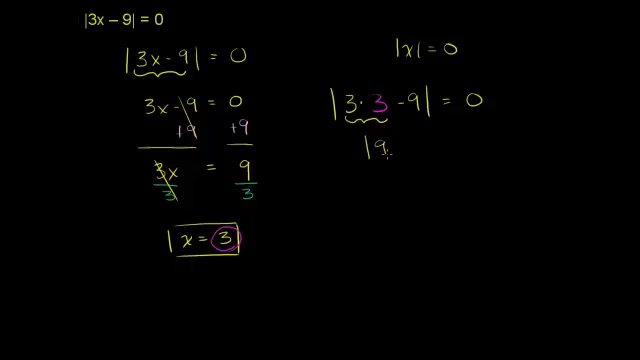 |3x – 9| = 0
|3x - 9| = 0
3x - 9 = 0
+9 +9
3x = 9
3 3
x = 3
|x| = 0
|3 · 3 - 9| = 0
|9